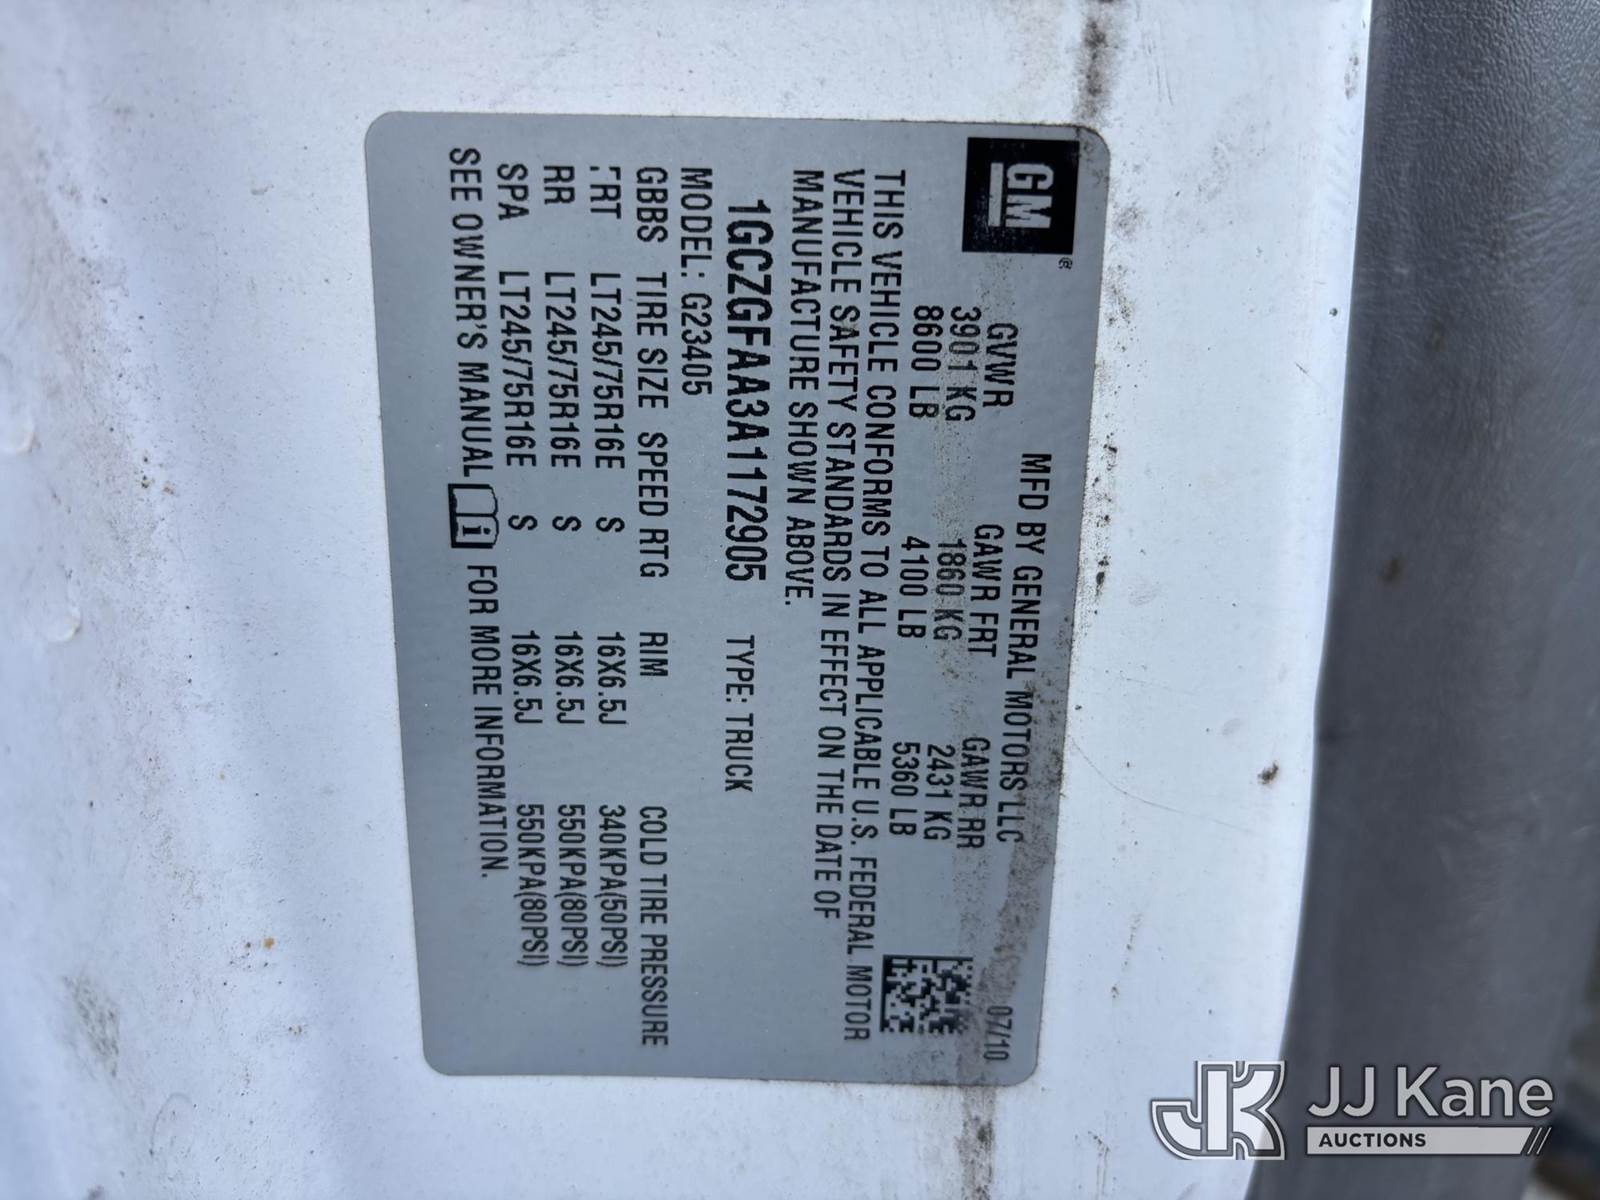 GM®
MFD BY GENERAL MOTORS LLC 07/10
GVWR GAWR FRT GAWR RR
3901 KG 1860 KG 2431 KG
8600 LB 4100 LB 5360 LB
THIS VEHICLE CONFORMS TO ALL APPLICABLE U.S. FEDERAL MOTOR
VEHICLE SAFETY STANDARDS IN EFFECT ON THE DATE OF
MANUFACTURE SHOWN ABOVE.
1GCZGFAA3A1172905 TYPE: TRUCK
MODEL: G23405
GBBS TIRE SIZE SPEED RTG RIM COLD TIRE PRESSURE
FRT LT245/75R16E S 16X6.5J 340KPA(50PSI)
RR LT245/75R16E S 16X6.5J 550KPA(80PSI)
SPA LT245/75R16E S 16X6.5J 550KPA(80PSI)
SEE OWNER'S MANUAL i FOR MORE INFORMATION.
JK JJ Kane
AUCTIONS